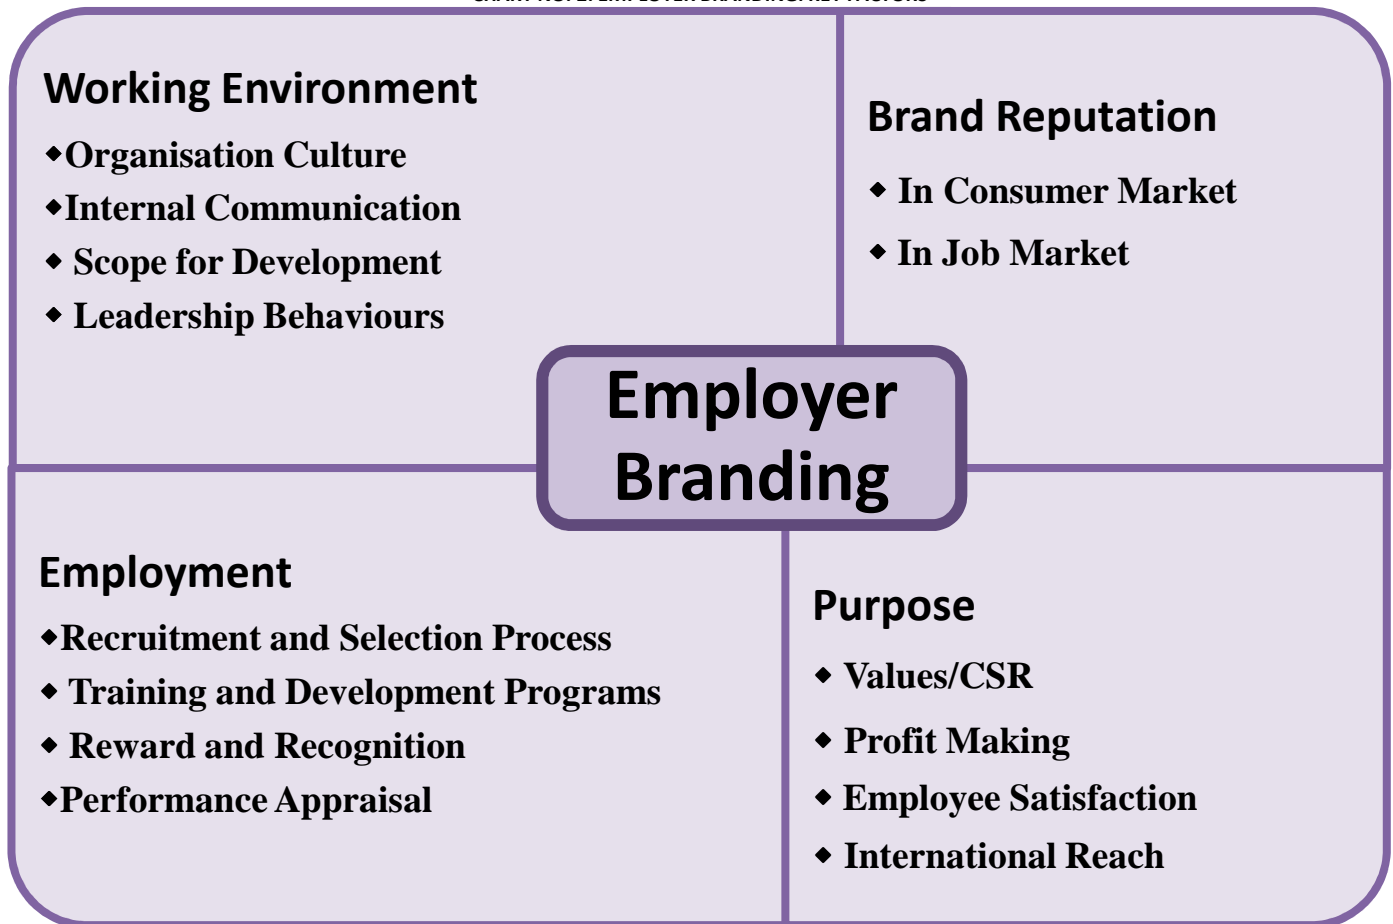 Working Environment
◆Organisation Culture
◆Internal Communication
◆ Scope for Development
◆ Leadership Behaviours
Brand Reputation
◆ In Consumer Market
◆ In Job Market
Employer
Branding
Employment
◆Recruitment and Selection Process
◆ Training and Development Programs
◆ Reward and Recognition
◆Performance Appraisal
Purpose
◆ Values/CSR
◆ Profit Making
◆ Employee Satisfaction
◆ International Reach